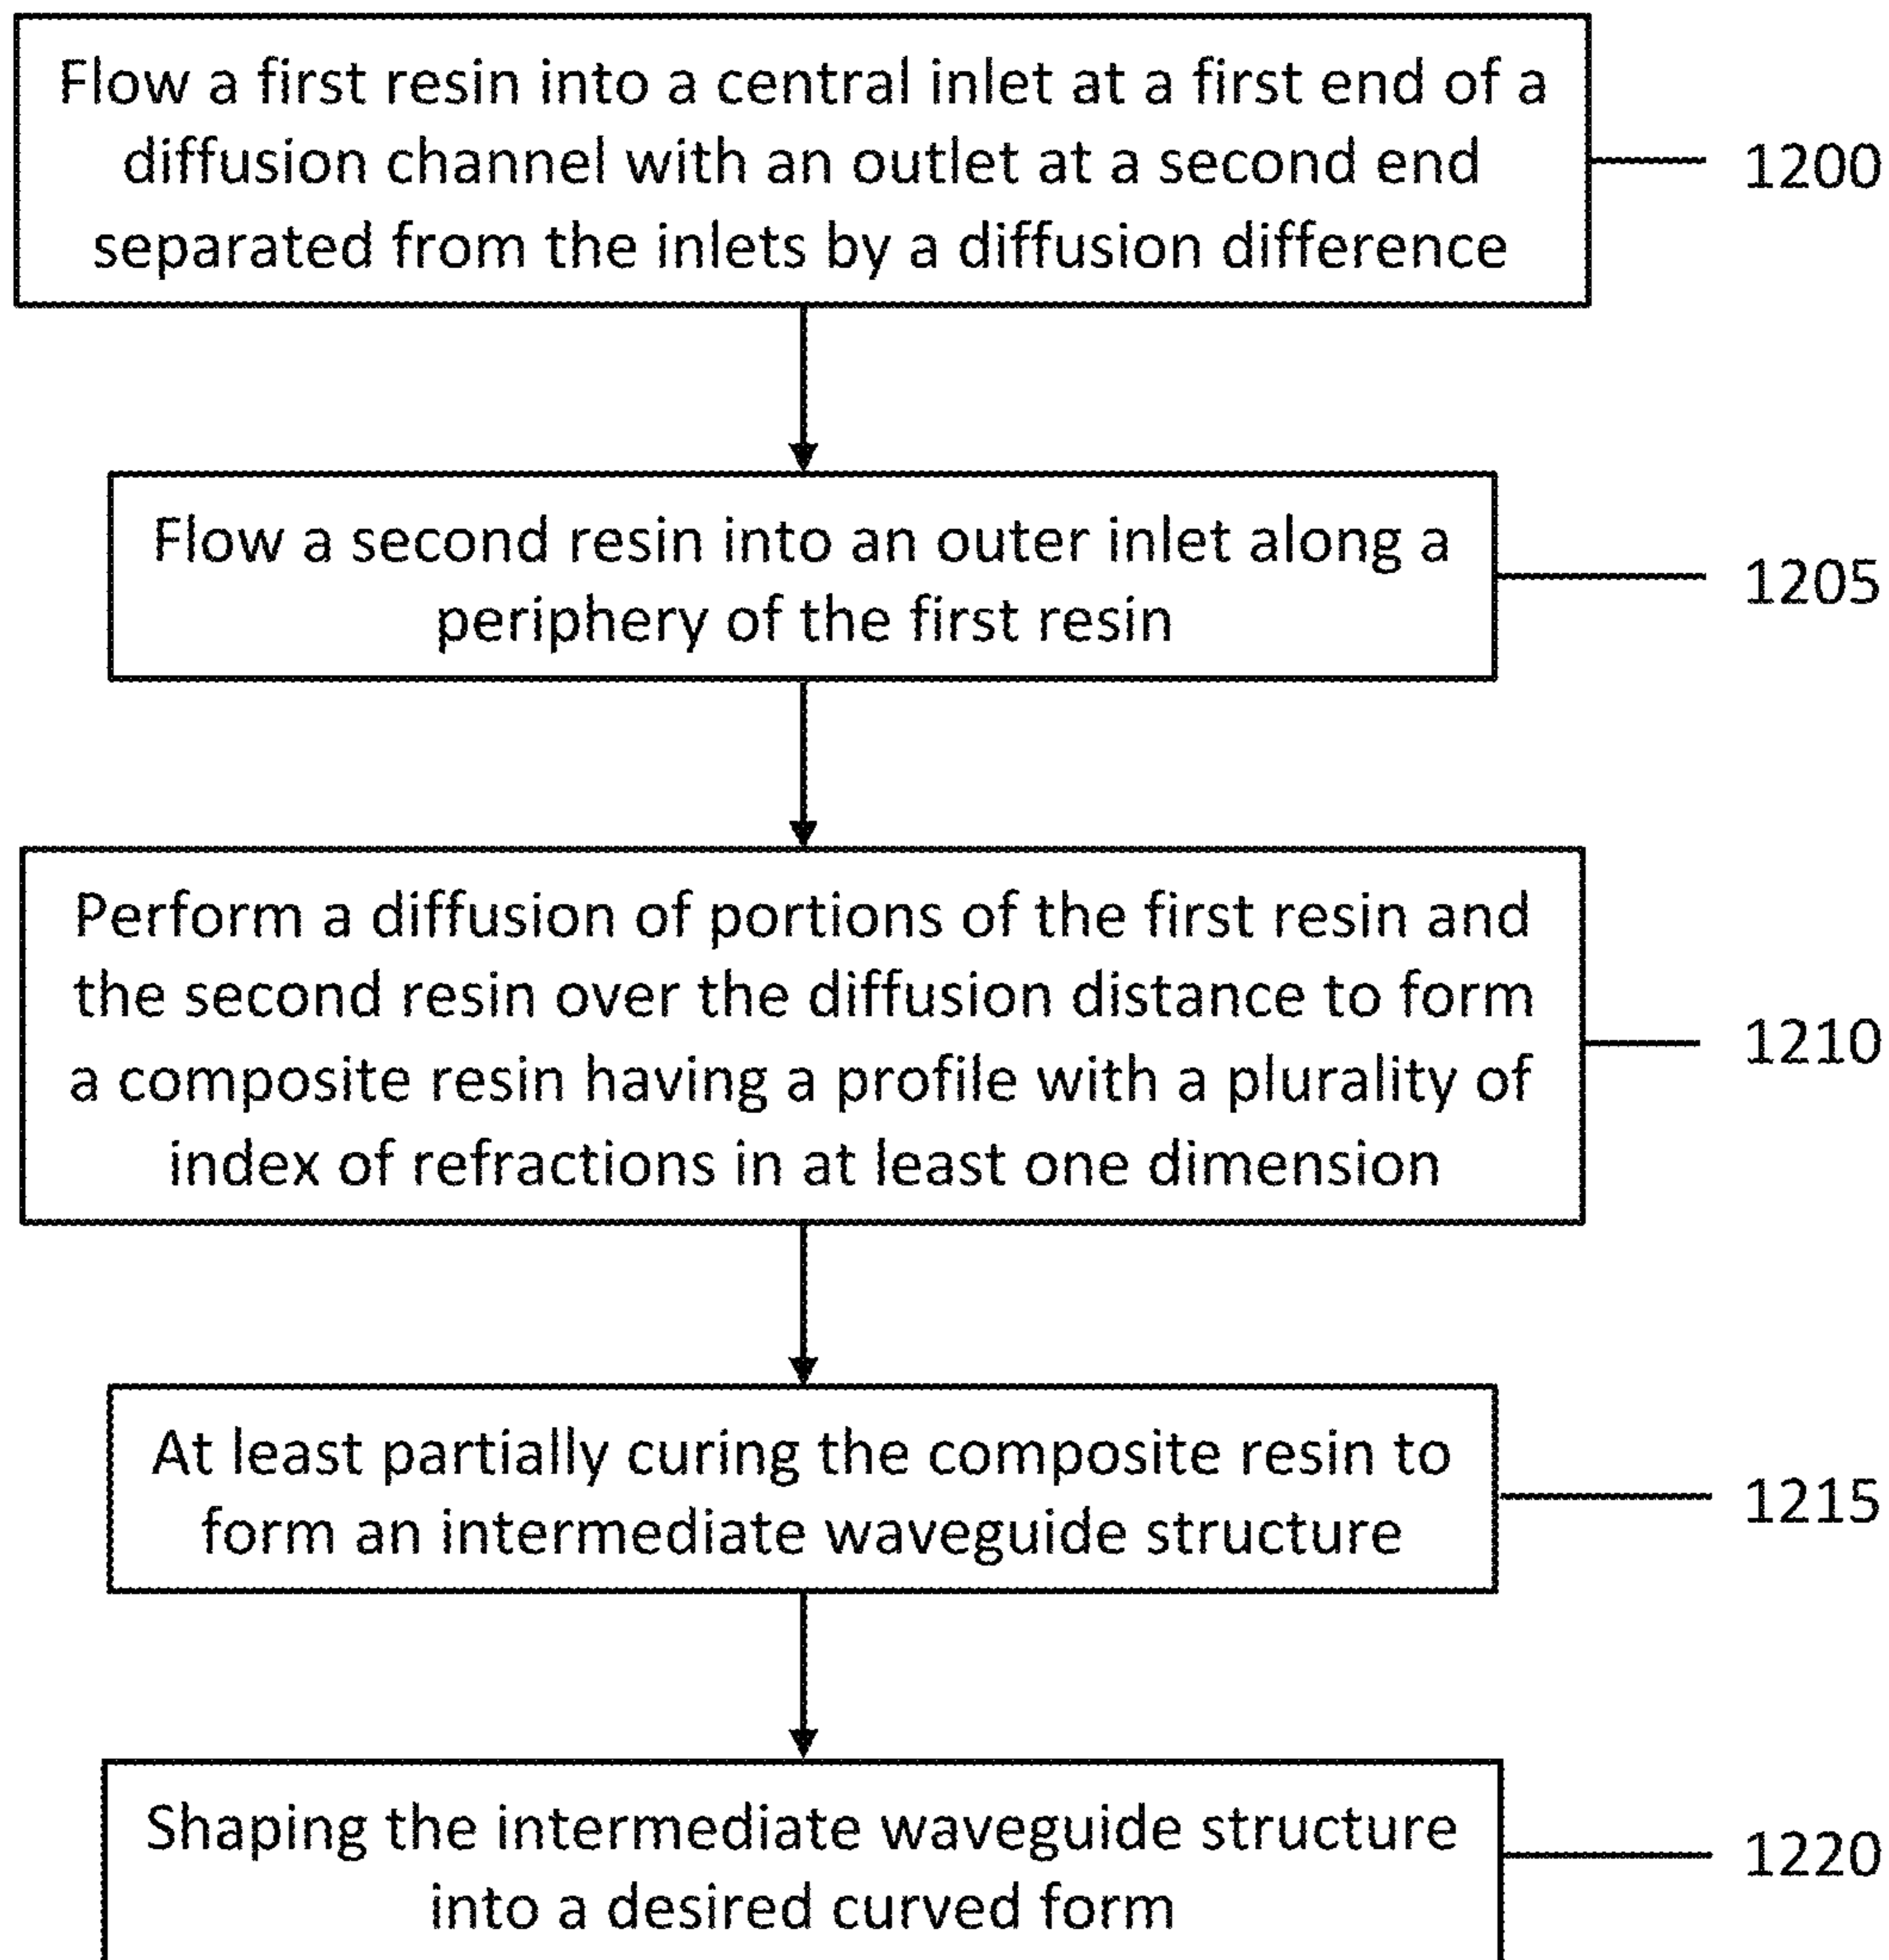 Flow a first resin into a central inlet at a first end of a
diffusion channel with an outlet at a second end
separated from the inlets by a diffusion difference
1200
Flow a second resin into an outer inlet along a
periphery of the first resin
1205
Perform a diffusion of portions of the first resin and
the second resin over the diffusion distance to form
a composite resin having a profile with a plurality of
index of refractions in at least one dimension
1210
At least partially curing the composite resin to
form an intermediate waveguide structure
1215
Shaping the intermediate waveguide structure
into a desired curved form
1220